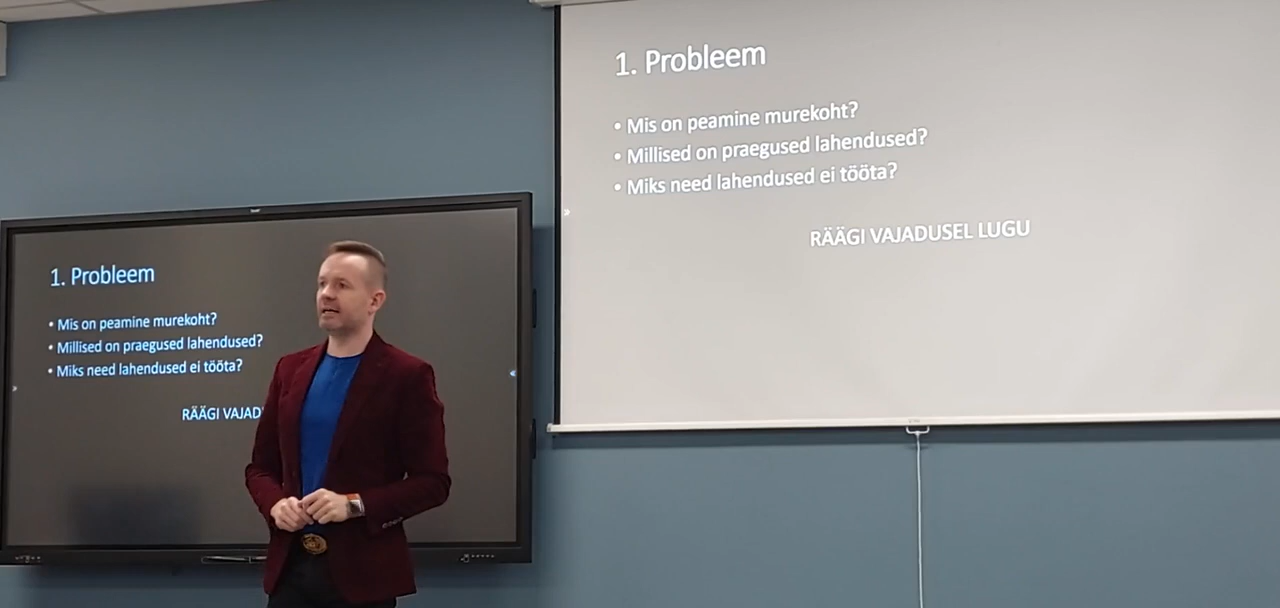 1. Probleem
• Mis on peamine murekoht?
• Millised on praegused lahendused?
• Miks need lahendused ei tööta?
RÄÄGI VAJADUSEL LUGU
1. Probleem
• Mis on peamine murekoht?
• Millised on praegused lahendused?
• Miks need lahendused ei tööta?
RÄÄGI VAJAD